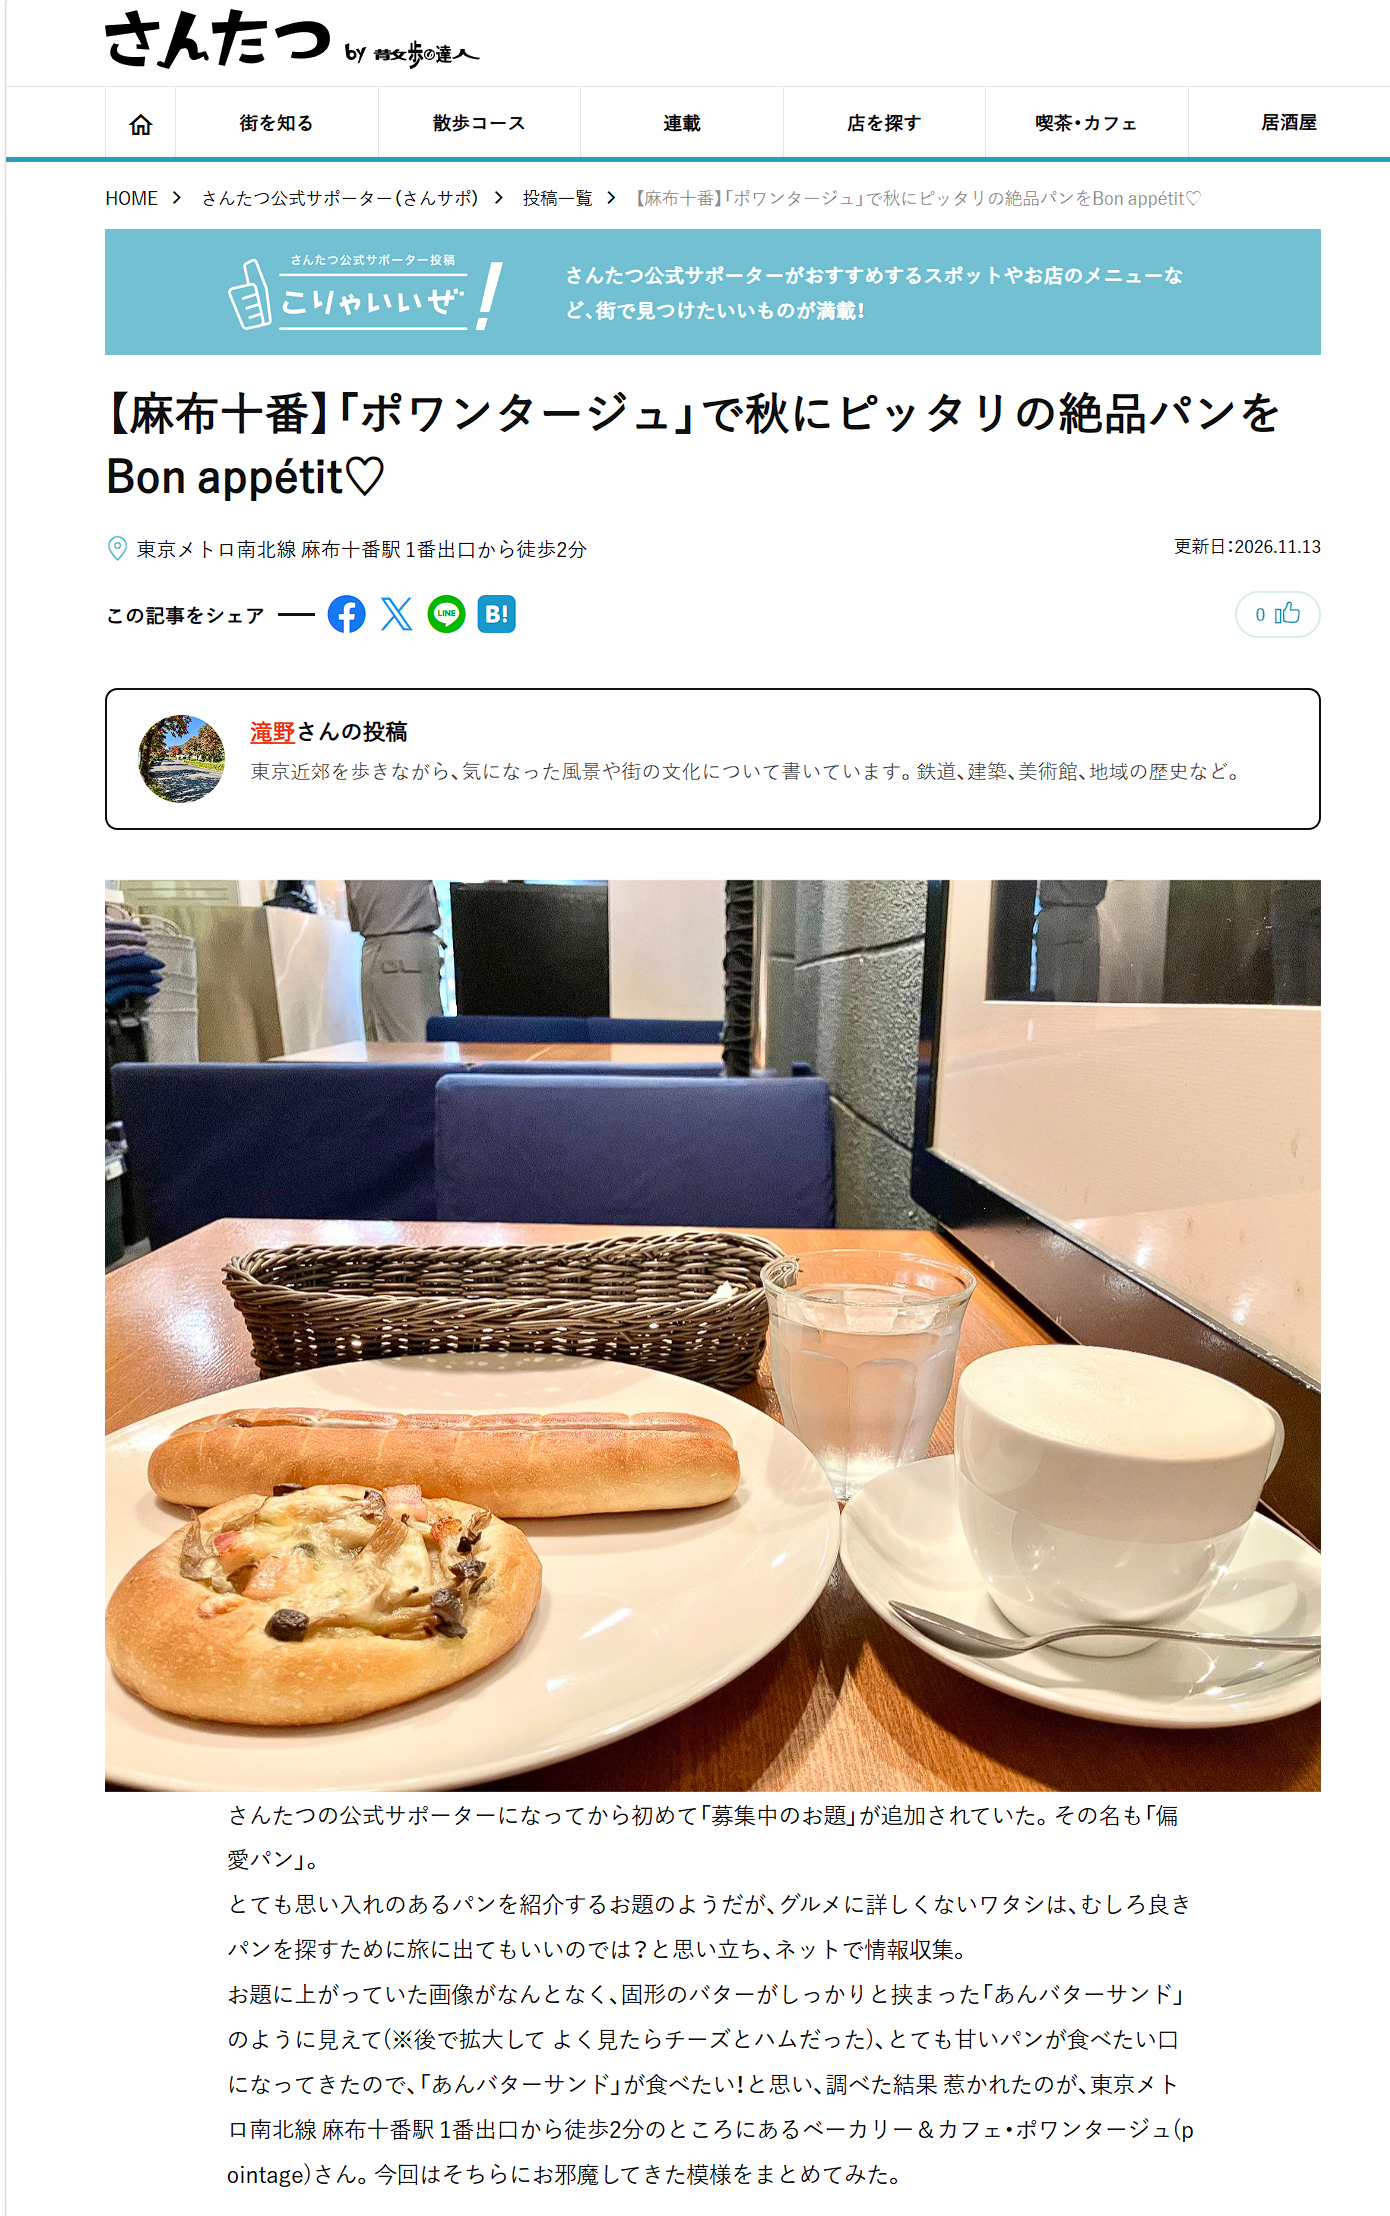 さんたつ by 散歩の達人
街を知る
散歩コース
連載
店を探す
喫茶・カフェ
居酒屋
HOME > さんたつ公式サポーター(さんサポ) > 投稿一覧 > 【麻布十番】「ポワンタージュ」で秋にピッタリの絶品パンをBon appétit♡
さんたつ公式サポーター投稿
こりゃいいぜ!
さんたつ公式サポーターがおすすめするスポットやお店のメニューな
ど、街で見つけたいいものが満載!
【麻布十番】「ポワンタージュ」で秋にピッタリの絶品パンを
Bon appétit♡
東京メトロ南北線 麻布十番駅 1番出口から徒歩2分
更新日:2026.11.13
この記事をシェア
LINE
B!
0
滝野さんの投稿
東京近郊を歩きながら、気になった風景や街の文化について書いています。鉄道、建築、美術館、地域の歴史など。
さんたつの公式サポーターになってから初めて「募集中のお題」が追加されていた。その名も「偏
愛パン」。
とても思い入れのあるパンを紹介するお題のようだが、グルメに詳しくないワタシは、むしろ良き
パンを探すために旅に出てもいいのでは?と思い立ち、ネットで情報収集。
お題に上がっていた画像がなんとなく、固形のバターがしっかりと挟まった「あんバターサンド」
のように見えて(※後で拡大して よく見たらチーズとハムだった)、とても甘いパンが食べたい口
になってきたので、「あんバターサンド」が食べたい!と思い、調べた結果 惹かれたのが、東京メト
ロ南北線 麻布十番駅 1番出口から徒歩2分のところにあるベーカリー＆カフェ・ポワンタージュ(p
ointage)さん。今回はそちらにお邪魔してきた模様をまとめてみた。